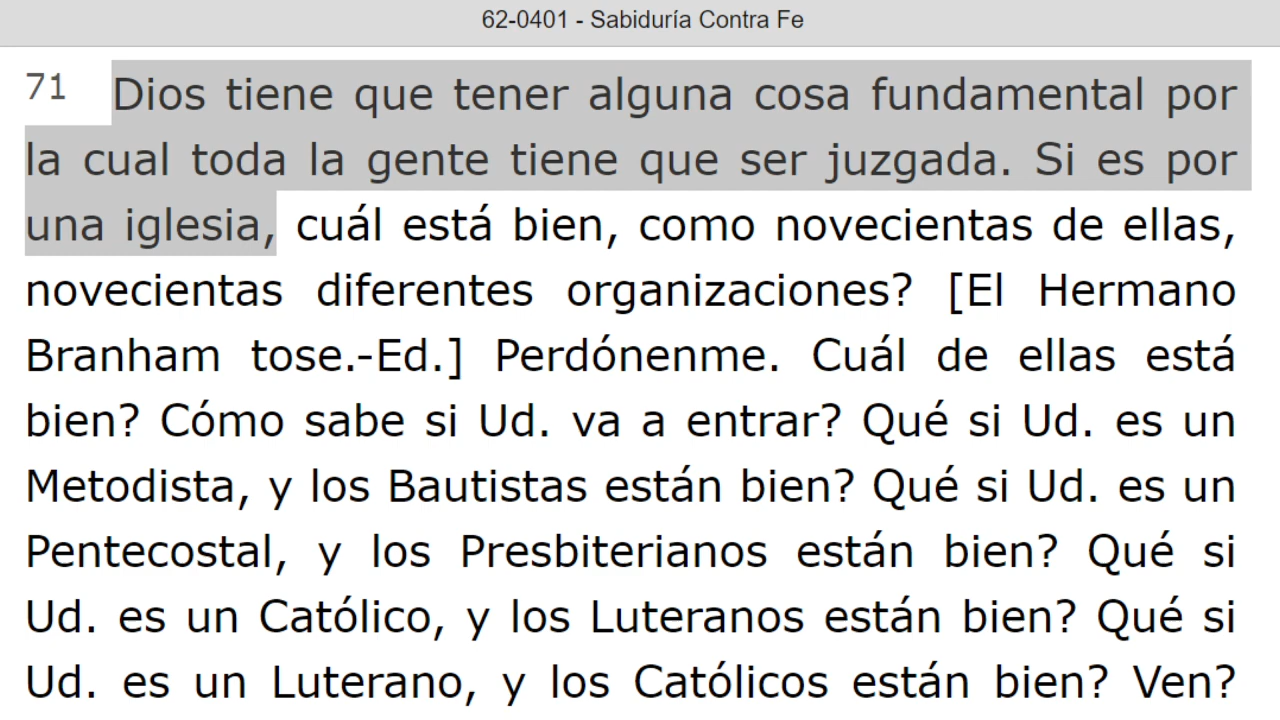 62-0401 - Sabiduría Contra Fe
71 Dios tiene que tener alguna cosa fundamental por
la cual toda la gente tiene que ser juzgada. Si es por
una iglesia, cuál está bien, como novecientas de ellas,
novecientas diferentes organizaciones? [El Hermano
Branham tose.-Ed.] Perdónenme. Cuál de ellas está
bien? Cómo sabe si Ud. va a entrar? Qué si Ud. es un
Metodista, y los Bautistas están bien? Qué si Ud. es un
Pentecostal, y los Presbiterianos están bien? Qué si
Ud. es un Católico, y los Luteranos están bien? Qué si
Ud. es un Luterano, y los Católicos están bien? Ven?